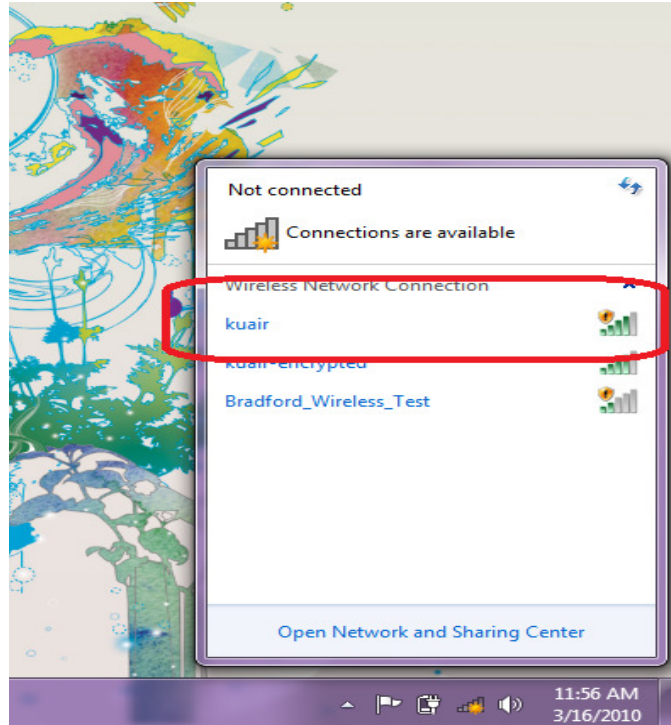 Not connected
Connections are available
Wireless Network Connection
kuair
kuair-encrypted
Bradford_Wireless_Test
Open Network and Sharing Center
11:56 AM
3/16/2010